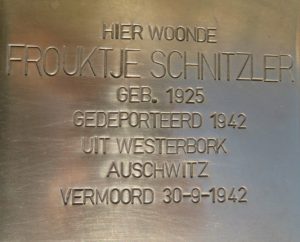 HIER WOONDE
FROUKTJE SCHNITZLER
GEB. 1925
GEDEPORTEERD 1942
UIT WESTERBORK
AUSCHWITZ
VERMOORD 30-9-1942